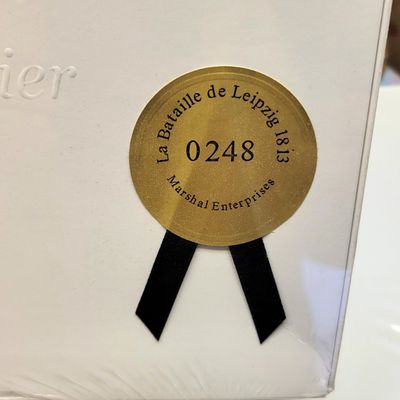 ier
La Bataille de Leipzig 1813
0248
Marshal Enterprises